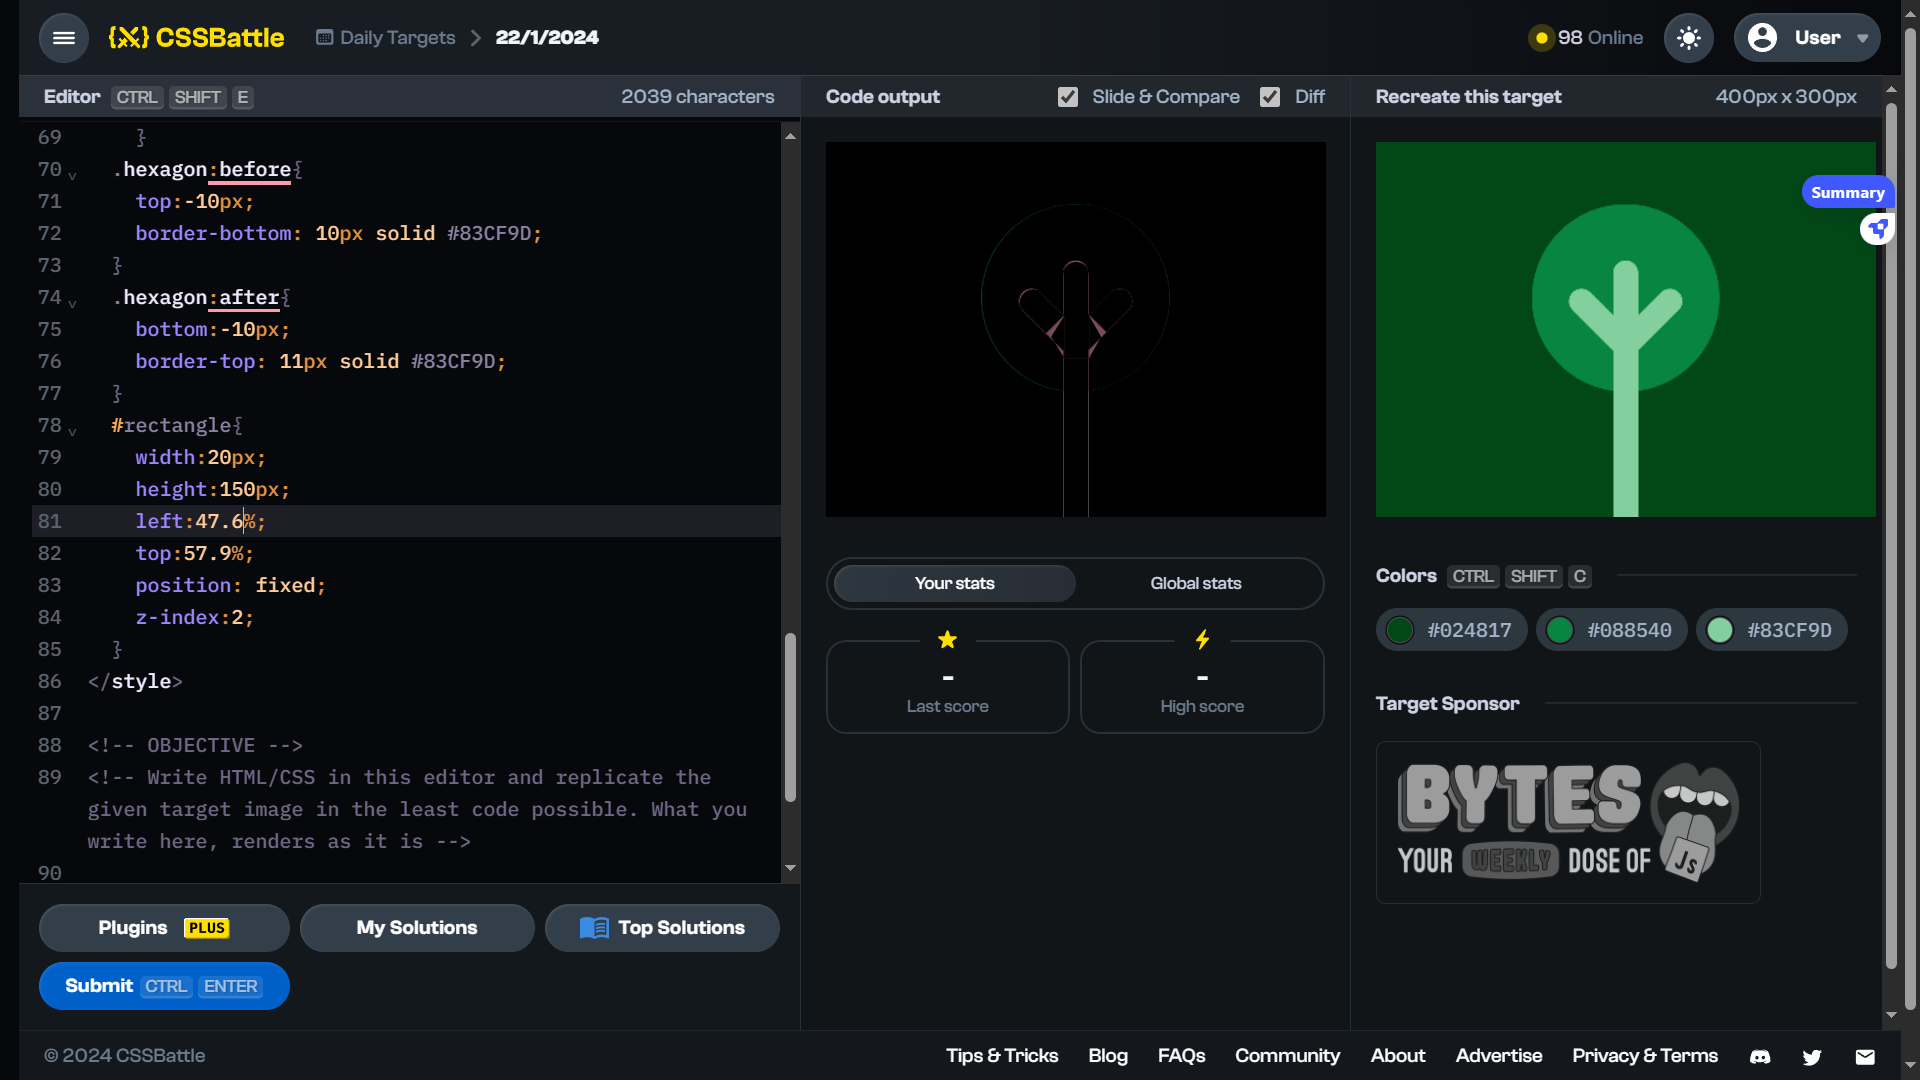 {X} CSSBattle
Daily Targets
22/1/2024
98 Online
User
Editor CTRL SHIFT E
2039 characters
69 }
70 .hexagon:before{
71 top:-10px;
72 border-bottom: 10px solid #83CF9D;
73 }
74 .hexagon:after{
75 bottom:-10px;
76 border-top: 11px solid #83CF9D;
77 }
78 #rectangle{
79 width:20px;
80 height:150px;
81 left:47.6%;
82 top:57.9%;
83 position: fixed;
84 z-index:2;
85 }
86 </style>
87
88 <!-- OBJECTIVE -->
89 <!-- Write HTML/CSS in this editor and replicate the
given target image in the least code possible. What you
write here, renders as it is -->
90
Plugins PLUS
My Solutions
Top Solutions
Submit CTRL ENTER
Code output
Slide & Compare
Diff
Your stats
Global stats
-
Last score
-
High score
Recreate this target
400px x 300px
Summary
Colors CTRL SHIFT C
#024817
#088540
#83CF9D
Target Sponsor
BYTES
YOUR WEEKLY DOSE OF JS
© 2024 CSSBattle
Tips & Tricks
Blog
FAQs
Community
About
Advertise
Privacy & Terms